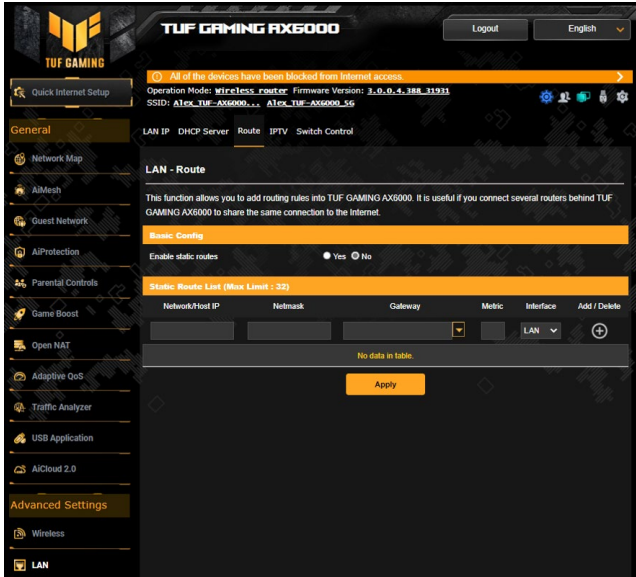 TUF GAMING
TUF GAMING AX6000
Logout
English
Quick Internet Setup
All of the devices have been blocked from Internet access.
Operation Mode: Wireless router Firmware Version: 3.0.0.4.388_31931
SSID: Alex_TUF-AX6000... Alex_TUF-AX6000_5G
General
LAN IP DHCP Server Route IPTV Switch Control
Network Map
AiMesh
Guest Network
AiProtection
Parental Controls
Game Boost
Open NAT
Adaptive QoS
Traffic Analyzer
USB Application
AiCloud 2.0
Advanced Settings
Wireless
LAN
LAN - Route
This function allows you to add routing rules into TUF GAMING AX6000. It is useful if you connect several routers behind TUF
GAMING AX6000 to share the same connection to the Internet.
Basic Config
Enable static routes Yes No
Static Route List (Max Limit : 32)
Network/Host IP Netmask Gateway Metric Interface Add / Delete
LAN
No data in table.
Apply